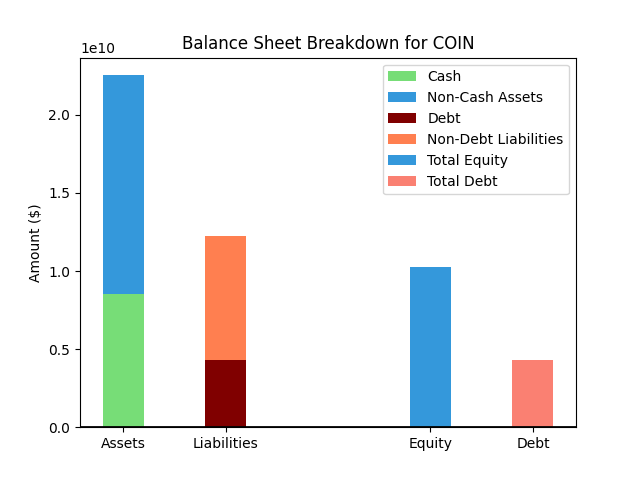 Balance Sheet Breakdown for COIN
1e10
Cash
Non-Cash Assets
Debt
Non-Debt Liabilities
Total Equity
Total Debt
Amount ($)
2.0
1.5
1.0
0.5
0.0
Assets Liabilities Equity Debt